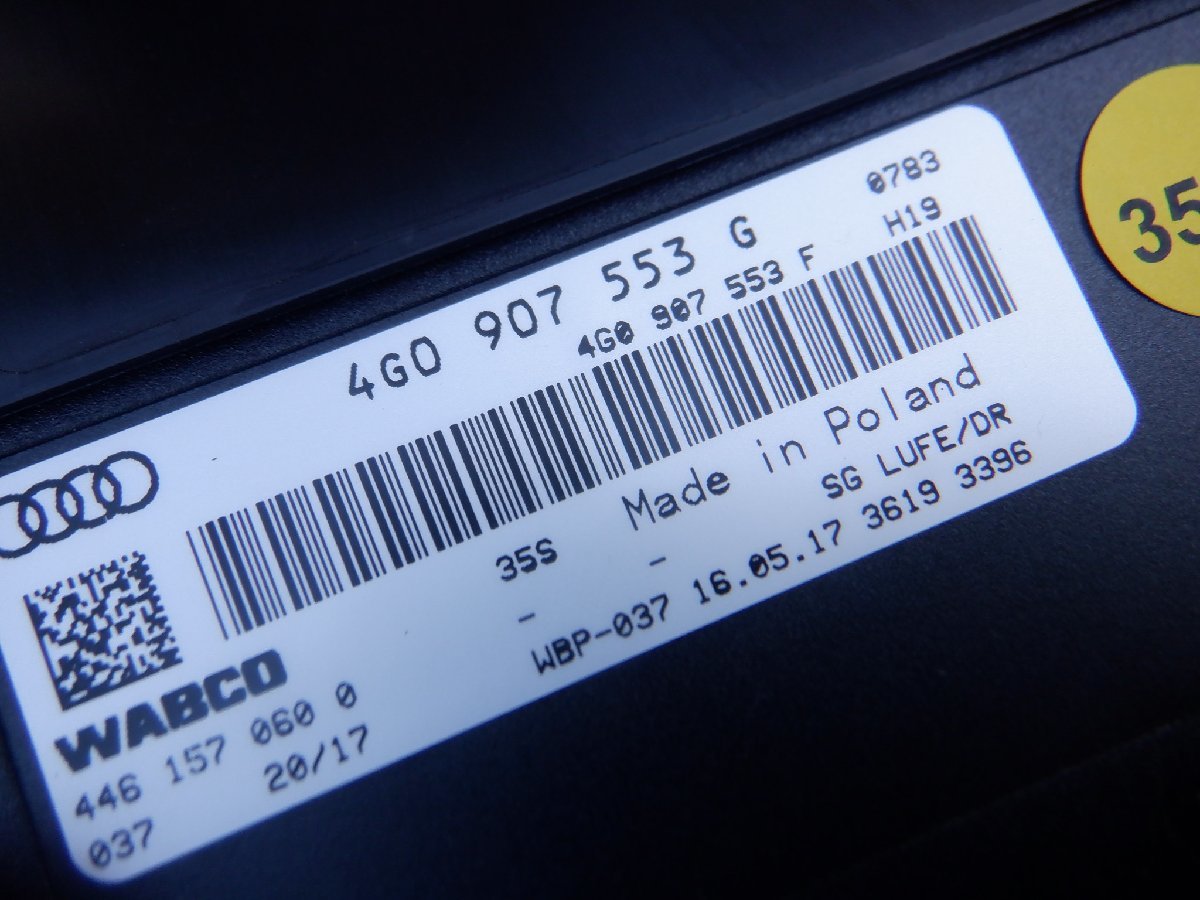 4G0 907 553 G
0783
4G0 907 553 F
H19
Made in Poland
35S
SG LUFE/DR
-
-
WBP-037 16.05.17 3619 3396
WABCO
446 157 060 0
20/17
037
35